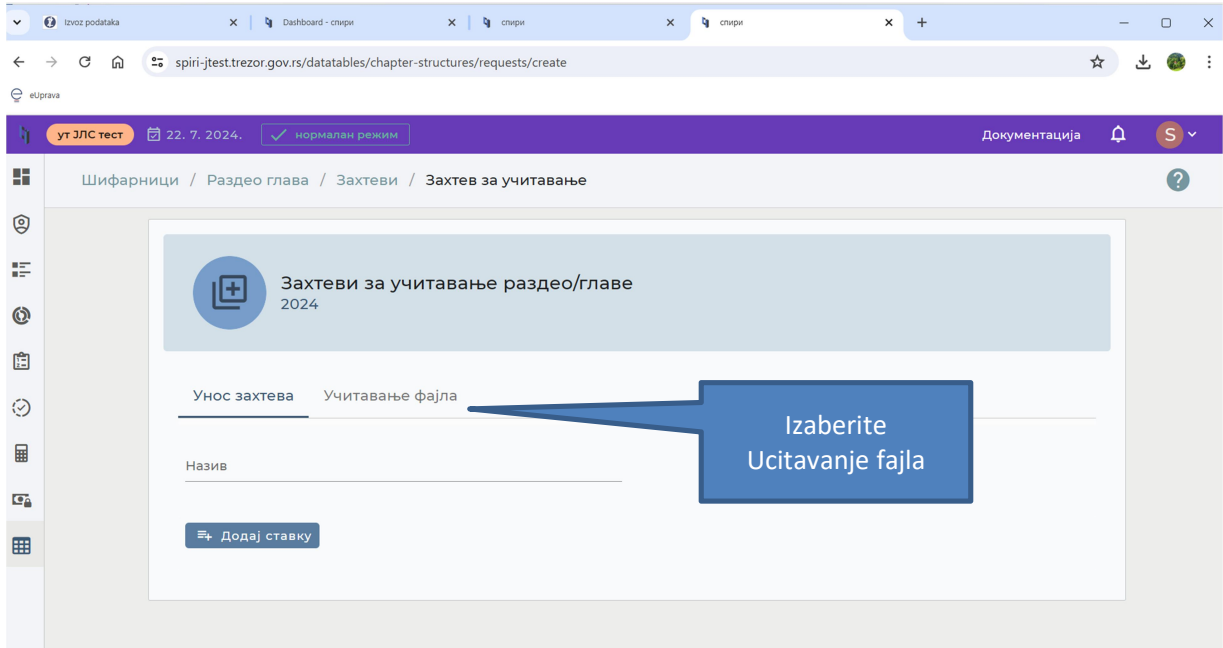 Izvoz podataka
Dashboard - спири
спири
спири
spiri-jtest.trezor.gov.rs/datatables/chapter-structures/requests/create
eUprava
ут ЈЛС тест 22. 7. 2024. нормалан режим Документација S
Шифарници / Раздео глава / Захтеви / Захтев за учитавање ?
Захтеви за учитавање раздео/главе
2024
Унос захтева Учитавање фајла
Izaberite
Ucitavanje fajla
Назив
Додај ставку